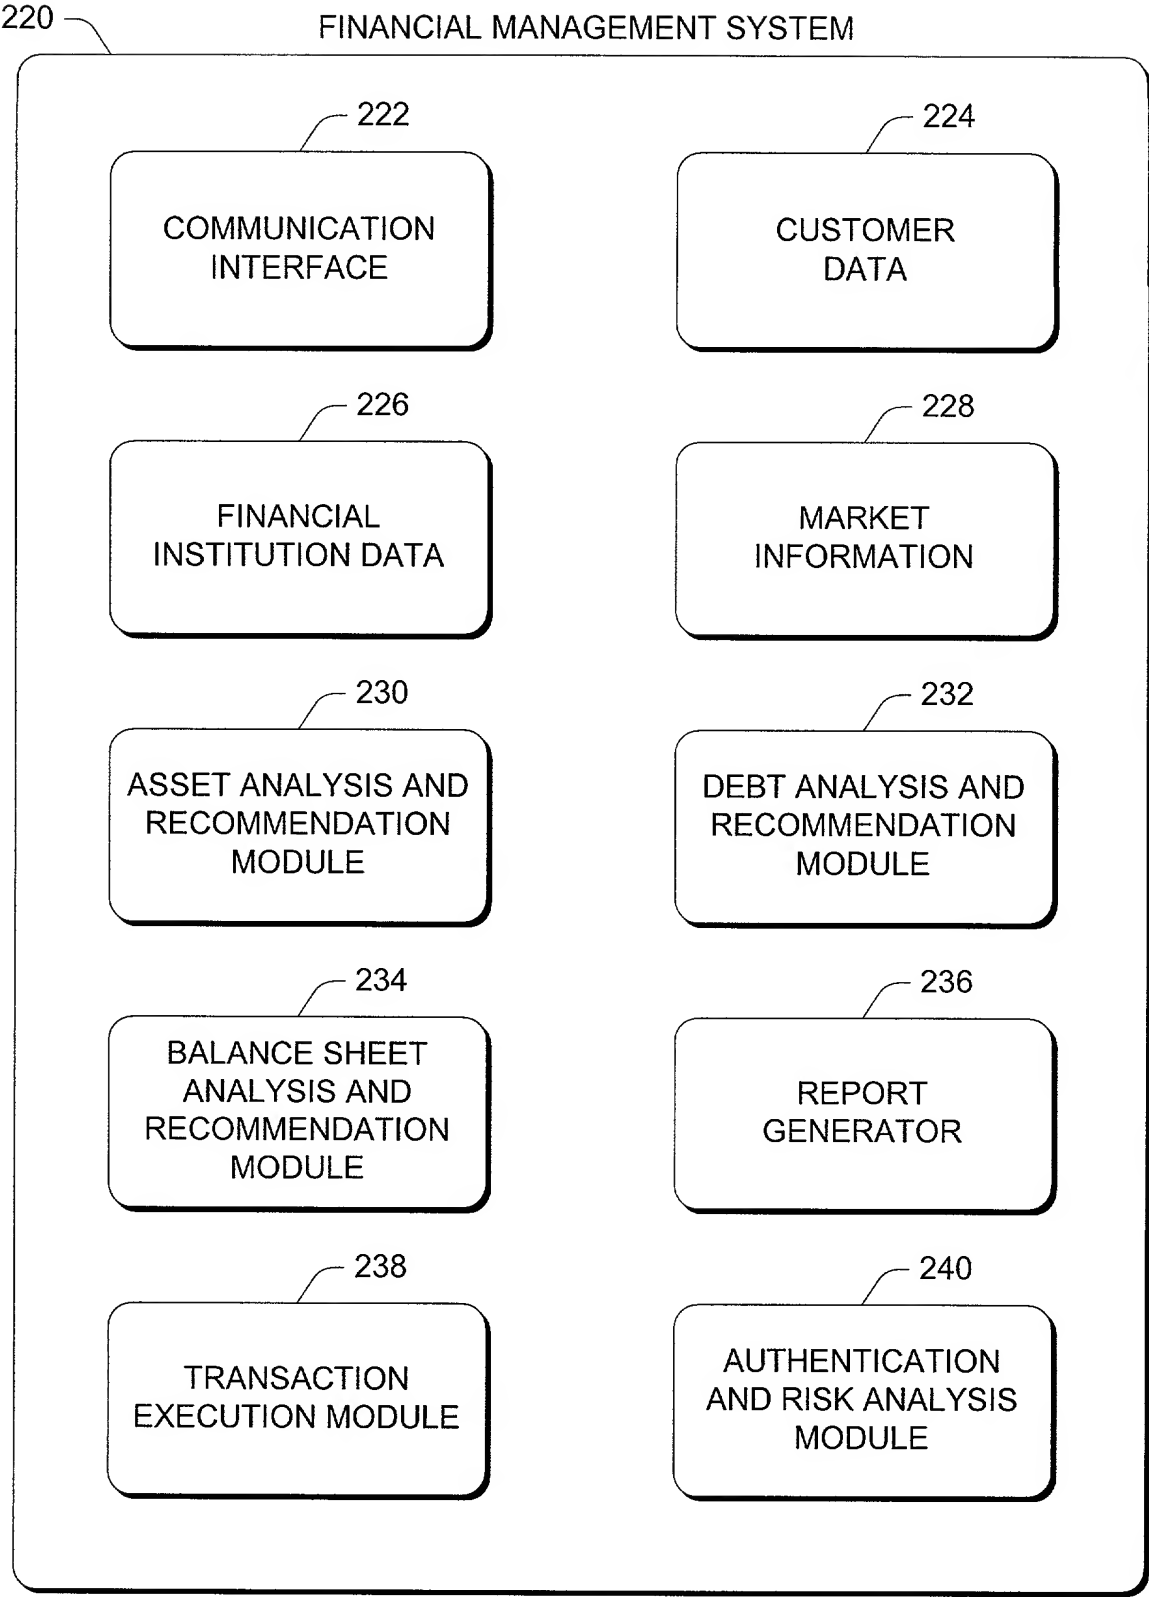 220
FINANCIAL MANAGEMENT SYSTEM
222
COMMUNICATION
INTERFACE
224
CUSTOMER
DATA
226
FINANCIAL
INSTITUTION DATA
228
MARKET
INFORMATION
230
ASSET ANALYSIS AND
RECOMMENDATION
MODULE
232
DEBT ANALYSIS AND
RECOMMENDATION
MODULE
234
BALANCE SHEET
ANALYSIS AND
RECOMMENDATION
MODULE
236
REPORT
GENERATOR
238
TRANSACTION
EXECUTION MODULE
240
AUTHENTICATION
AND RISK ANALYSIS
MODULE